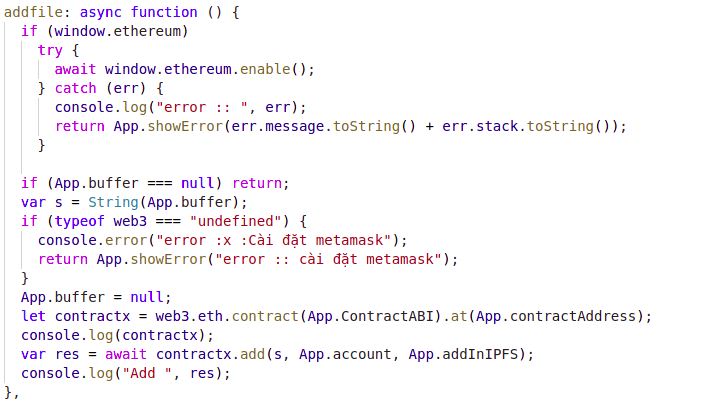 addfile: async function () {
  if (window.ethereum)
    try {
      await window.ethereum.enable();
    } catch (err) {
      console.log("error :: ", err);
      return App.showError(err.message.toString() + err.stack.toString());
    }

  if (App.buffer === null) return;
  var s = String(App.buffer);
  if (typeof web3 === "undefined") {
    console.error("error :x :Cài đặt metamask");
    return App.showError("error :: cài đặt metamask");
  }
  App.buffer = null;
  let contractx = web3.eth.contract(App.ContractABI).at(App.contractAddress);
  console.log(contractx);
  var res = await contractx.add(s, App.account, App.addInIPFS);
  console.log("Add ", res);
},